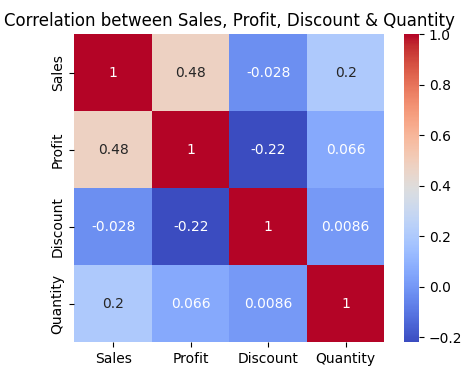 Correlation between Sales, Profit, Discount & Quantity
Sales 1 0.48 -0.028 0.2
Profit 0.48 1 -0.22 0.066
Discount -0.028 -0.22 1 0.0086
Quantity 0.2 0.066 0.0086 1
Sales Profit Discount Quantity
1.0
0.8
0.6
0.4
0.2
0.0
−0.2